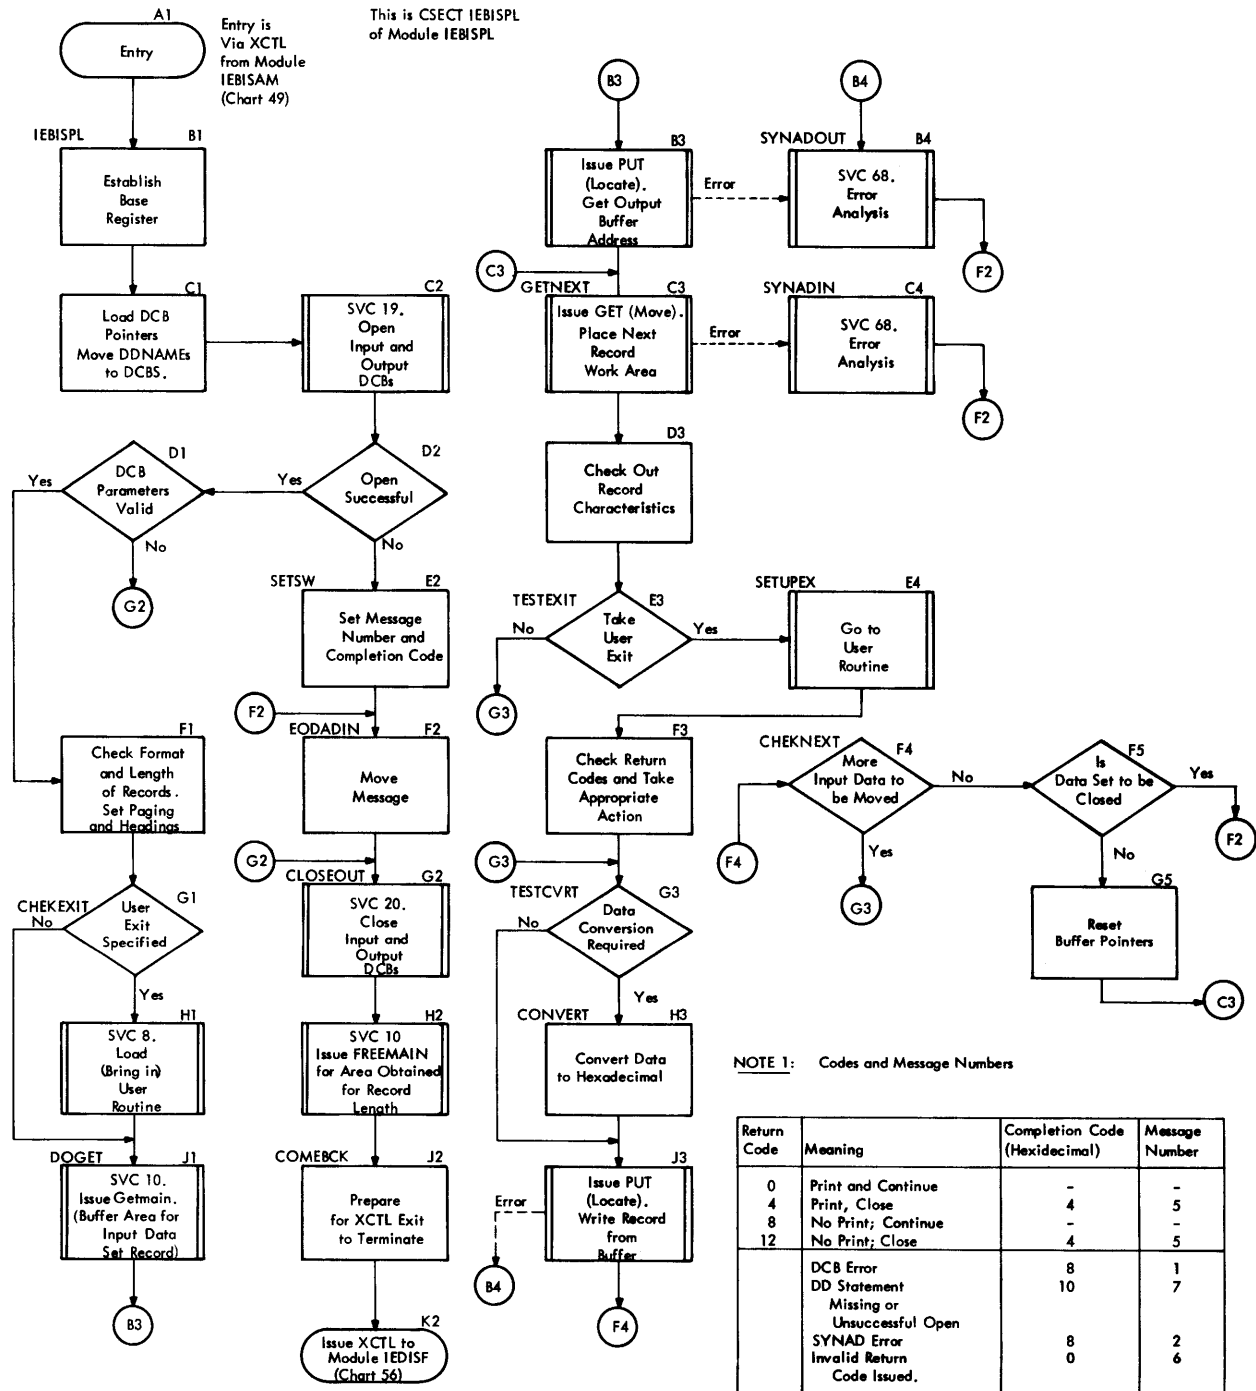 A1
Entry
Entry is
Via XCTL
from Module
IEBISAM
(Chart 49)
This is CSECT IEBISPL
of Module IEBISPL
IEBISPL
B1
Establish
Base
Register
C1
Load DCB
Pointers
Move DDNAMEs
to DCBS.
C2
SVC 19.
Open
Input and
Output
DCBs
D1
DCB
Parameters
Valid
Yes
No
G2
D2
Open
Successful
Yes
No
SETSW
E2
Set Message
Number and
Completion Code
F2
EODADIN
F2
Move
Message
F1
Check Format
and Length
of Records.
Set Paging
and Headings
G2
CLOSEOUT
G2
SVC 20.
Close
Input and
Output
DCBs
CHEKEXIT
G1
No
User
Exit
Specified
Yes
H1
SVC 8.
Load
(Bring in)
User
Routine
H2
SVC 10
Issue FREEMAIN
for Area Obtained
for Record
Length
DOGET
J1
SVC 10.
Issue Getmain.
(Buffer Area for
Input Data
Set Record)
B3
COMEBCK
J2
Prepare
for XCTL Exit
to Terminate
K2
Issue XCTL to
Module IEDISF
(Chart 56)
B3
B3
Issue PUT
(Locate).
Get Output
Buffer
Address
Error
B4
SYNADOUT
B4
SVC 68.
Error
Analysis
F2
C3
GETNEXT
C3
Issue GET (Move).
Place Next
Record
Work Area
Error
SYNADIN
C4
SVC 68.
Error
Analysis
F2
D3
Check Out
Record
Characteristics
TESTEXIT
E3
Take
User
Exit
No
Yes
G3
SETUPEX
E4
Go to
User
Routine
F3
Check Return
Codes and Take
Appropriate
Action
CHEKNEXT
F4
More
Input Data to
be Moved
No
Yes
F4
G3
F5
Is
Data Set to be
Closed
Yes
F2
No
G5
Reset
Buffer Pointers
C3
G3
TESTCVRT
G3
Data
Conversion
Required
No
Yes
CONVERT
H3
Convert Data
to Hexadecimal
J3
Issue PUT
(Locate).
Write Record
from
Buffer
Error
B4
F4
NOTE 1: Codes and Message Numbers
Return Code Meaning Completion Code (Hexidecimal) Message Number
0 Print and Continue - -
4 Print, Close 4 5
8 No Print; Continue - -
12 No Print; Close 4 5
DCB Error 8 1
DD Statement 10 7
Missing or
Unsuccessful Open
SYNAD Error 8 2
Invalid Return 0 6
Code Issued.